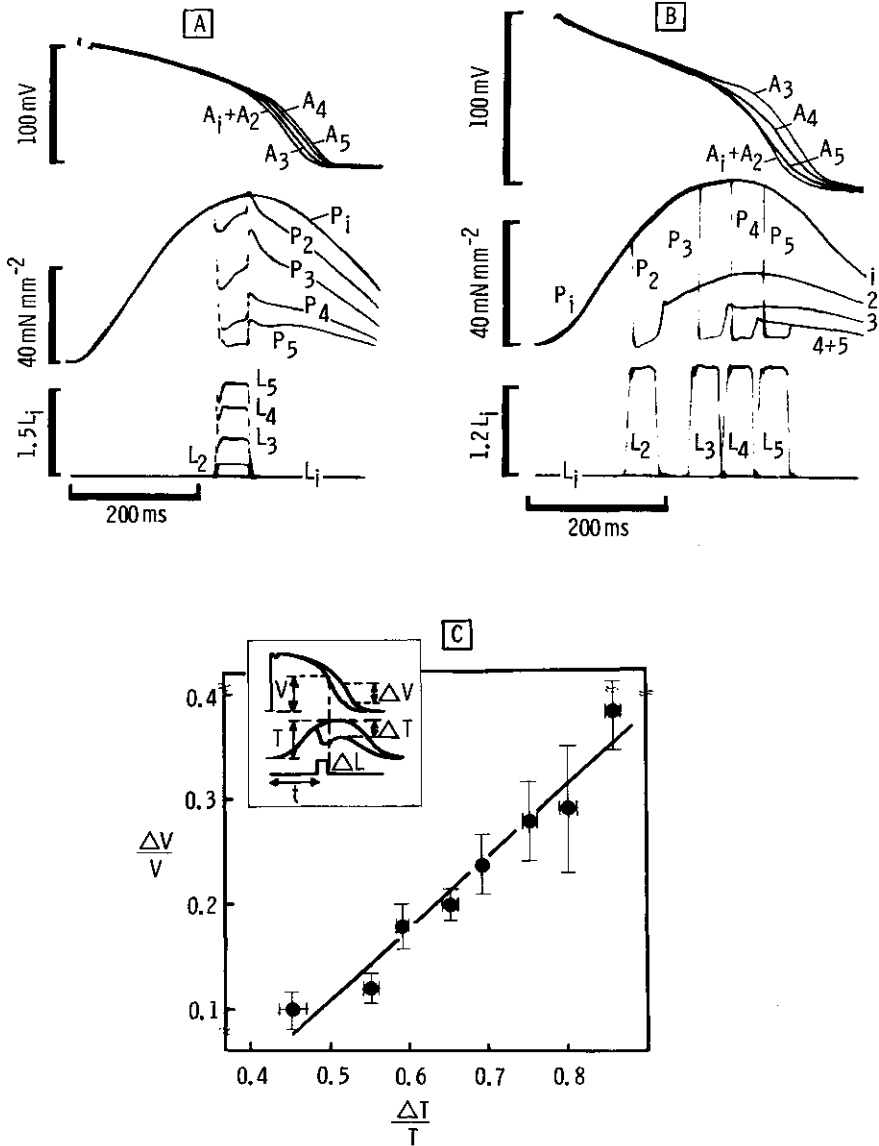 A
100 mV
Ai+A2
A3
A4
A5
40 mN mm-2
Pi
P2
P3
P4
P5
1.5 Li
L5
L4
L3
L2
Li
200 ms
B
100 mV
A3
A4
A5
Ai+A2
40 mN mm-2
Pi
P2
P3
P4
P5
i
2
3
4+5
1.2 Li
Li
L2
L3
L4
L5
200 ms
C
V
ΔV
T
ΔT
ΔL
t
ΔV
V
0.4
0.3
0.2
0.1
0.4 0.5 0.6 0.7 0.8
ΔT
T